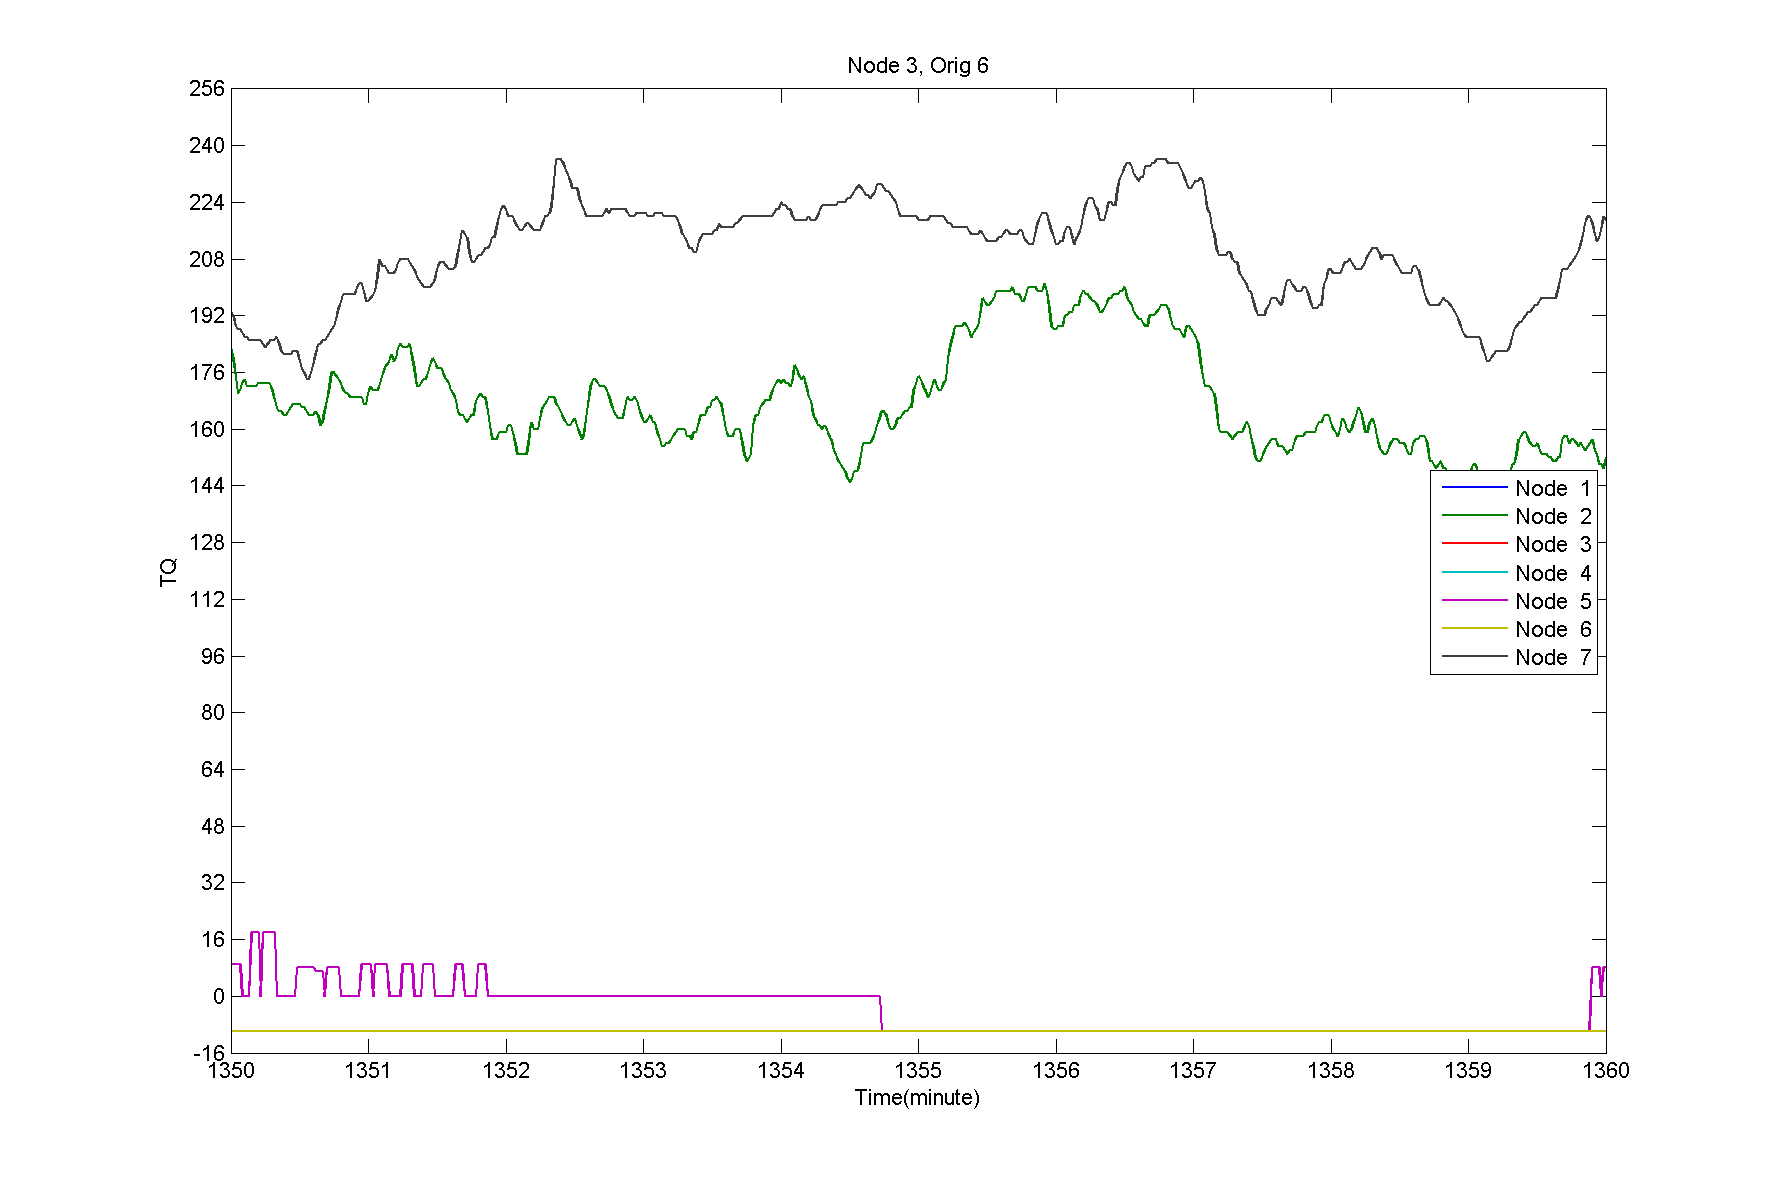 Node 3, Orig 6
256
240
224
208
192
176
160
144
128
112
96
80
64
48
32
16
0
-16
TQ
Node 1
Node 2
Node 3
Node 4
Node 5
Node 6
Node 7
1350 1351 1352 1353 1354 1355 1356 1357 1358 1359 1360
Time(minute)